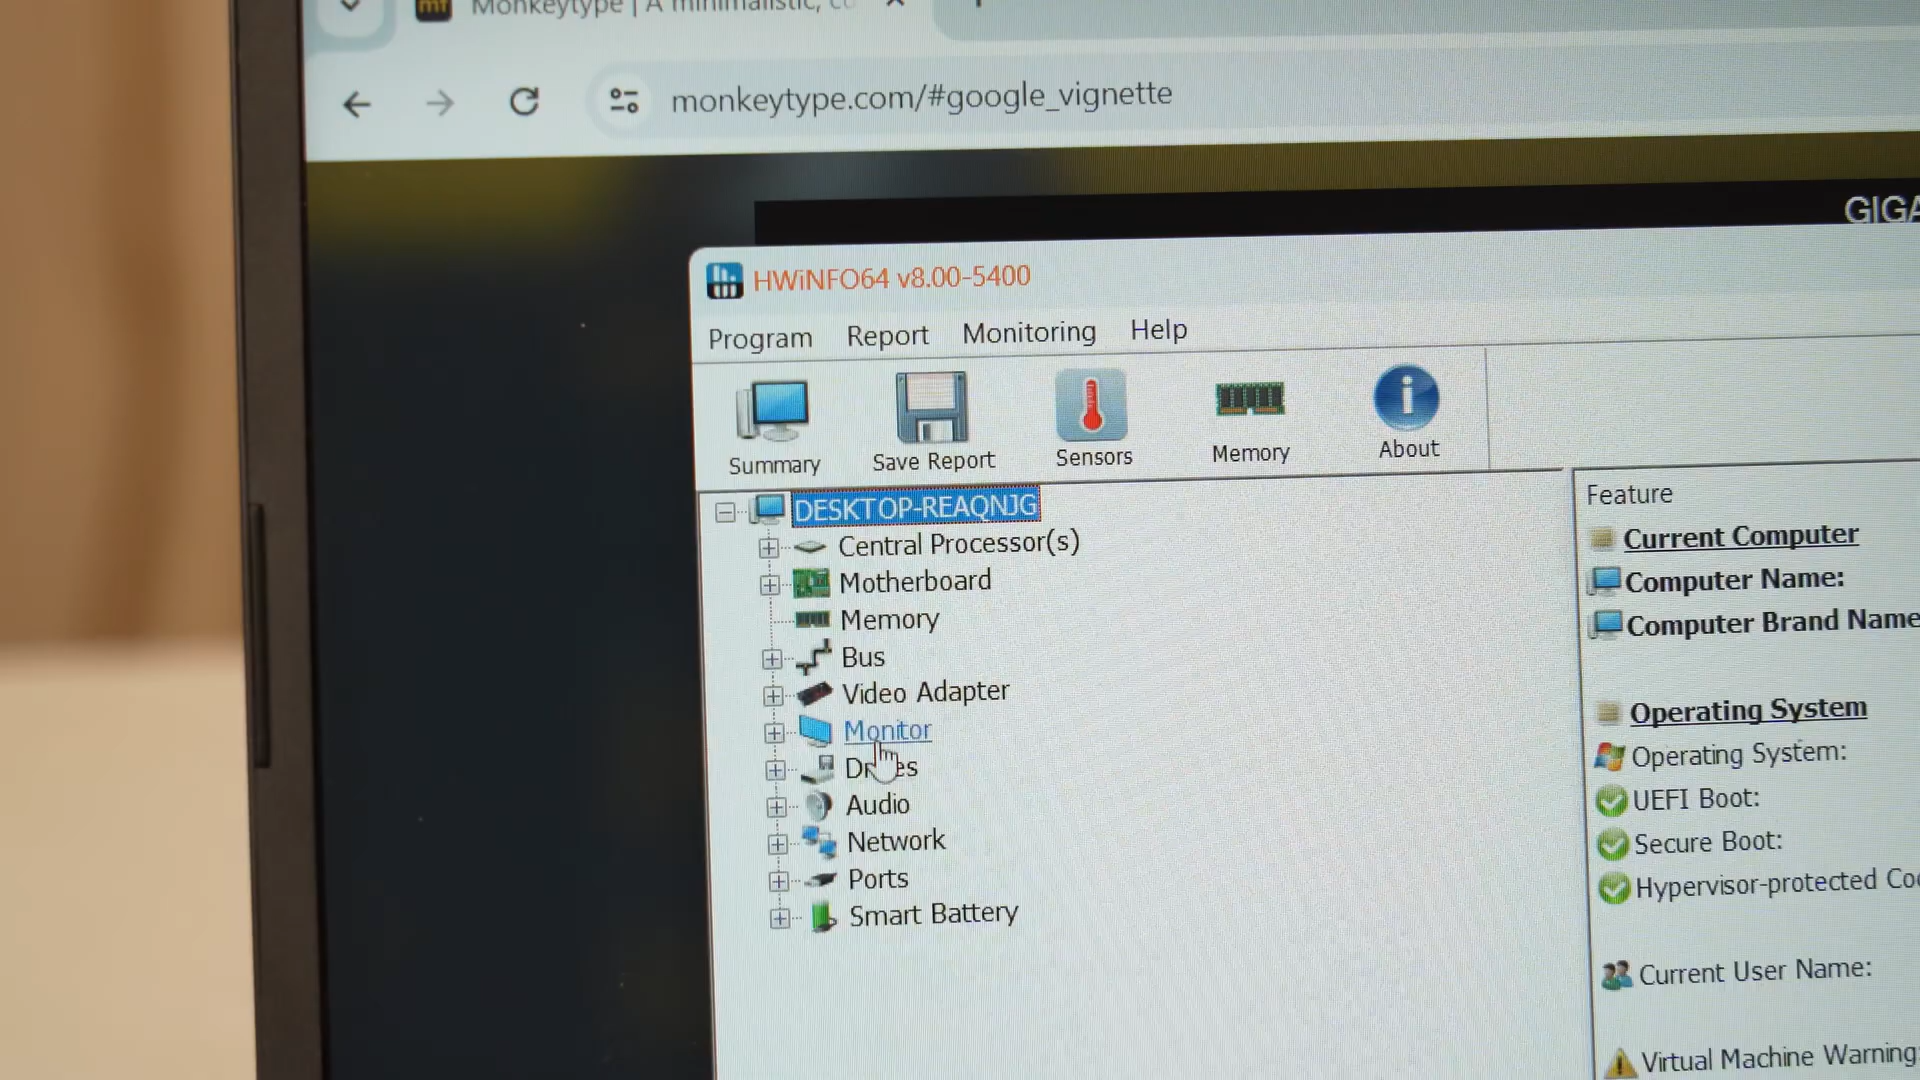 mt Monkeytype | A minimalistic, 
monkeytype.com/#google_vignette
GIGA
HWiNFO64 v8.00-5400
Program Report Monitoring Help
Summary Save Report Sensors Memory About
DESKTOP-REAQNJG
Central Processor(s)
Motherboard
Memory
Bus
Video Adapter
Monitor
Drives
Audio
Network
Ports
Smart Battery
Feature
Current Computer
Computer Name:
Computer Brand Name
Operating System
Operating System:
UEFI Boot:
Secure Boot:
Hypervisor-protected Co
Current User Name:
Virtual Machine Warning: